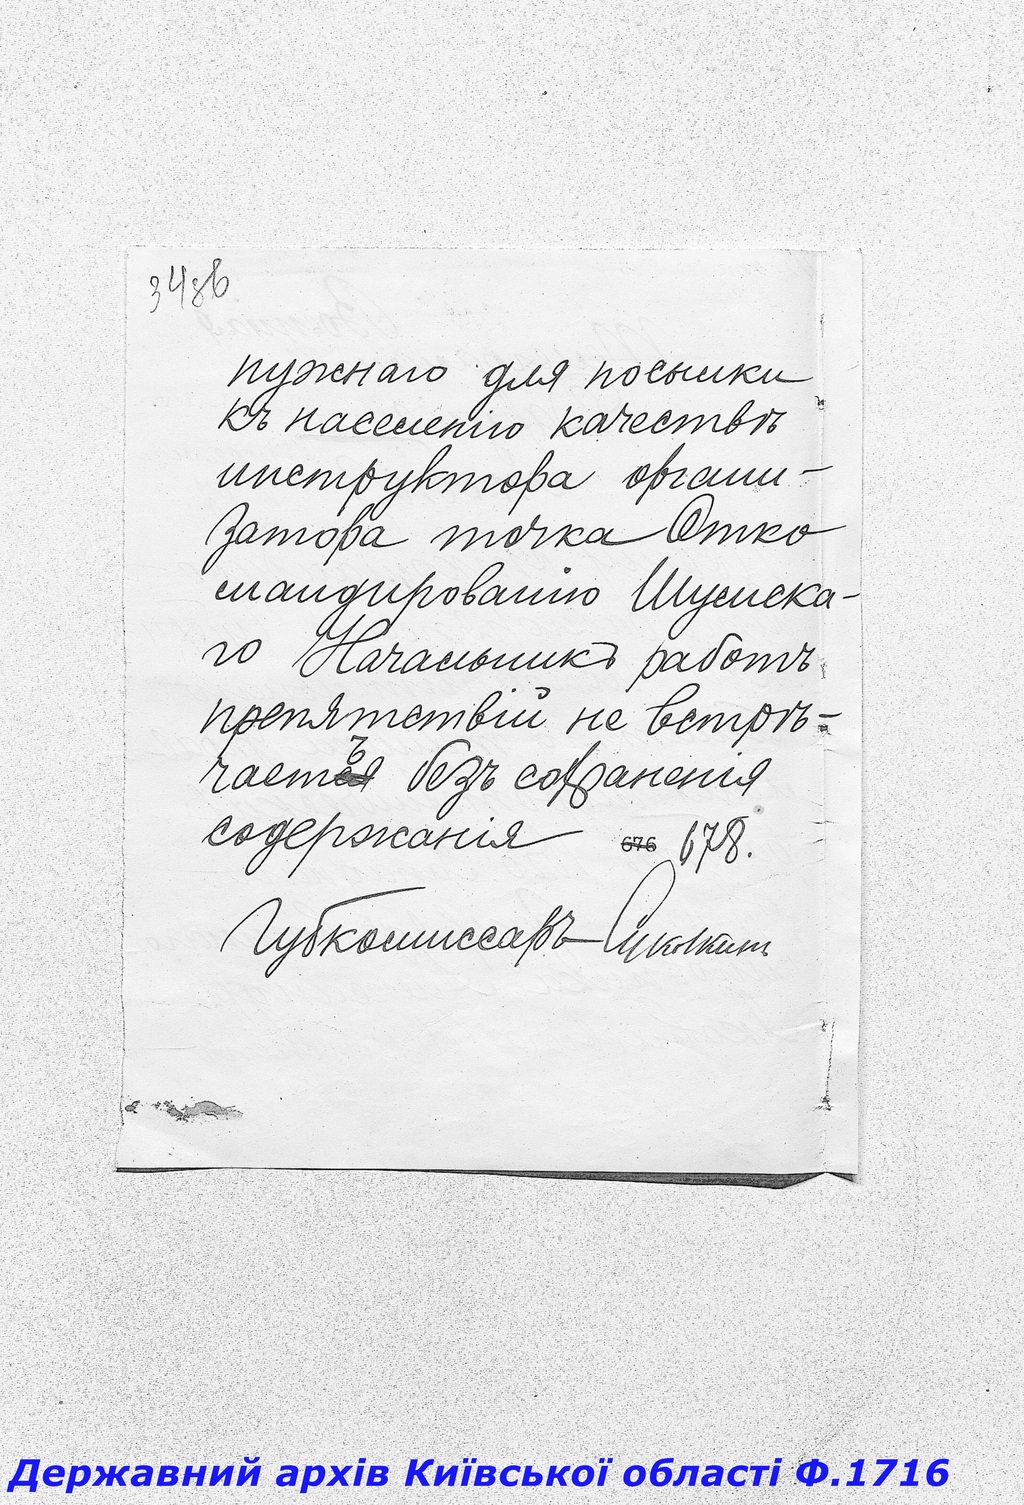 348в
нужнаго для посылки
къ населенію качествѣ
инструктора органи-
затора точка Отко
мандированію Шумска-
го Начальникъ работъ
препятствій не встрѣ-
чаетъ безъ сохраненія
содержанія 676 678.
Губкомиссаръ
Державний архів Київської області Ф.1716